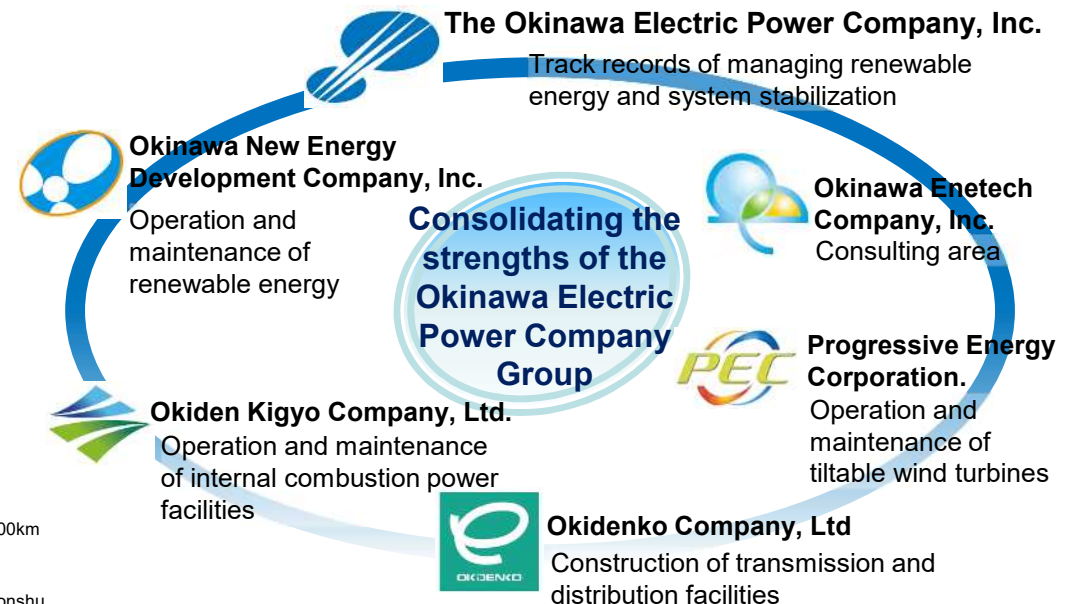 The Okinawa Electric Power Company, Inc.
Track records of managing renewable
energy and system stabilization
Okinawa New Energy
Development Company, Inc.
Operation and
maintenance of
renewable energy
Okinawa Enetech
Company, Inc.
Consulting area
Consolidating the
strengths of the
Okinawa Electric
Power Company
Group
PEC
Progressive Energy
Corporation.
Operation and
maintenance of
tiltable wind turbines
Okiden Kigyo Company, Ltd.
Operation and maintenance
of internal combustion power
facilities
OKIDENKO
Okidenko Company, Ltd
Construction of transmission and
distribution facilities
00km
onshu